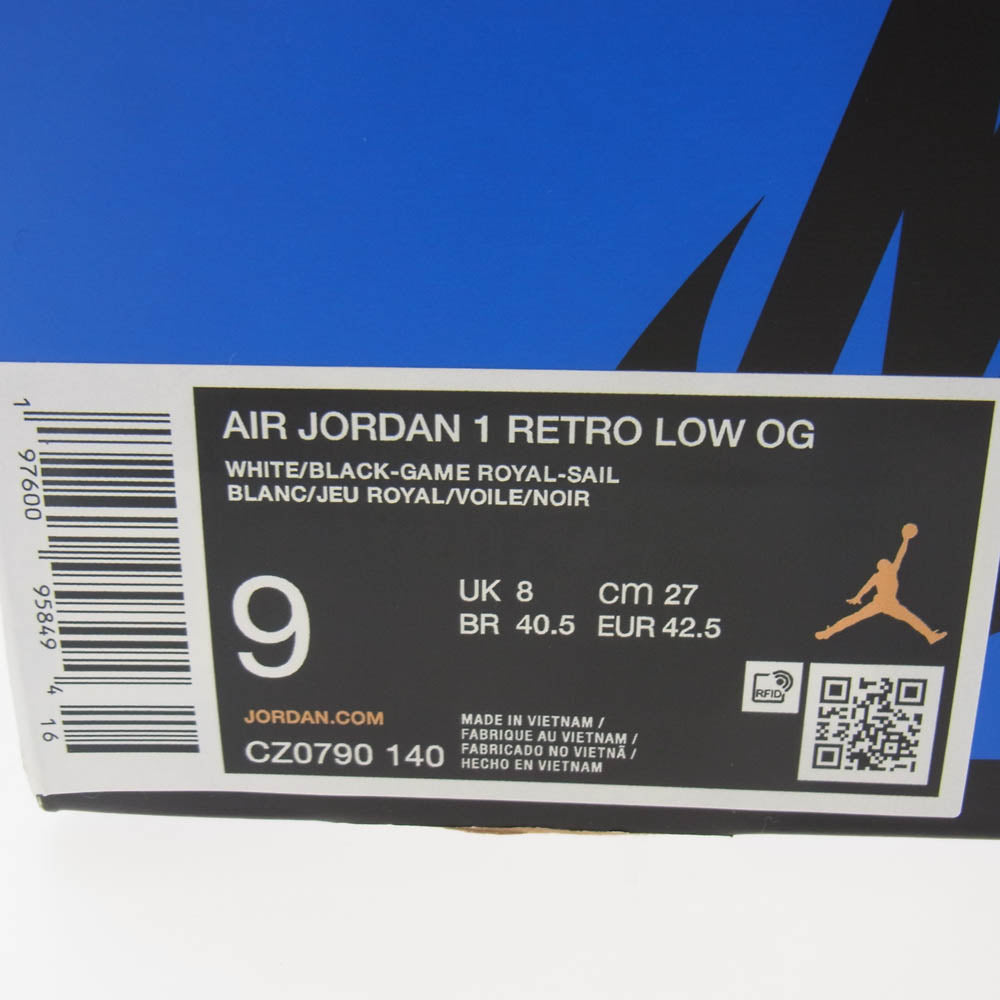 AIR JORDAN 1 RETRO LOW OG
WHITE/BLACK-GAME ROYAL-SAIL
BLANC/JEU ROYAL/VOILE/NOIR
9
UK 8 cm 27
BR 40.5 EUR 42.5
RFID
JORDAN.COM
CZ0790 140
MADE IN VIETNAM /
FABRIQUE AU VIETNAM /
FABRICADO NO VIETNÃ /
HECHO EN VIETNAM
1 97600 95849 4 16